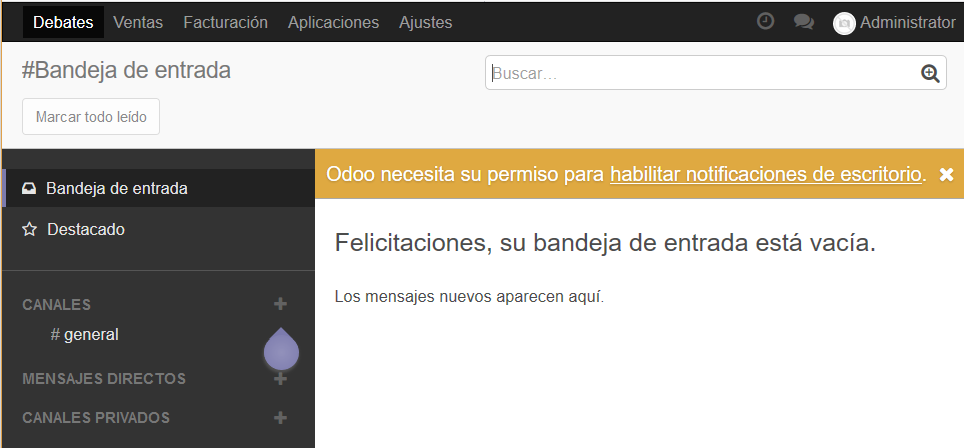 Debates Ventas Facturación Aplicaciones Ajustes Administrator
#Bandeja de entrada
Buscar...
Marcar todo leído
Bandeja de entrada
Destacado
CANALES
# general
MENSAJES DIRECTOS
CANALES PRIVADOS
Odoo necesita su permiso para habilitar notificaciones de escritorio.
Felicitaciones, su bandeja de entrada está vacía.
Los mensajes nuevos aparecen aquí.